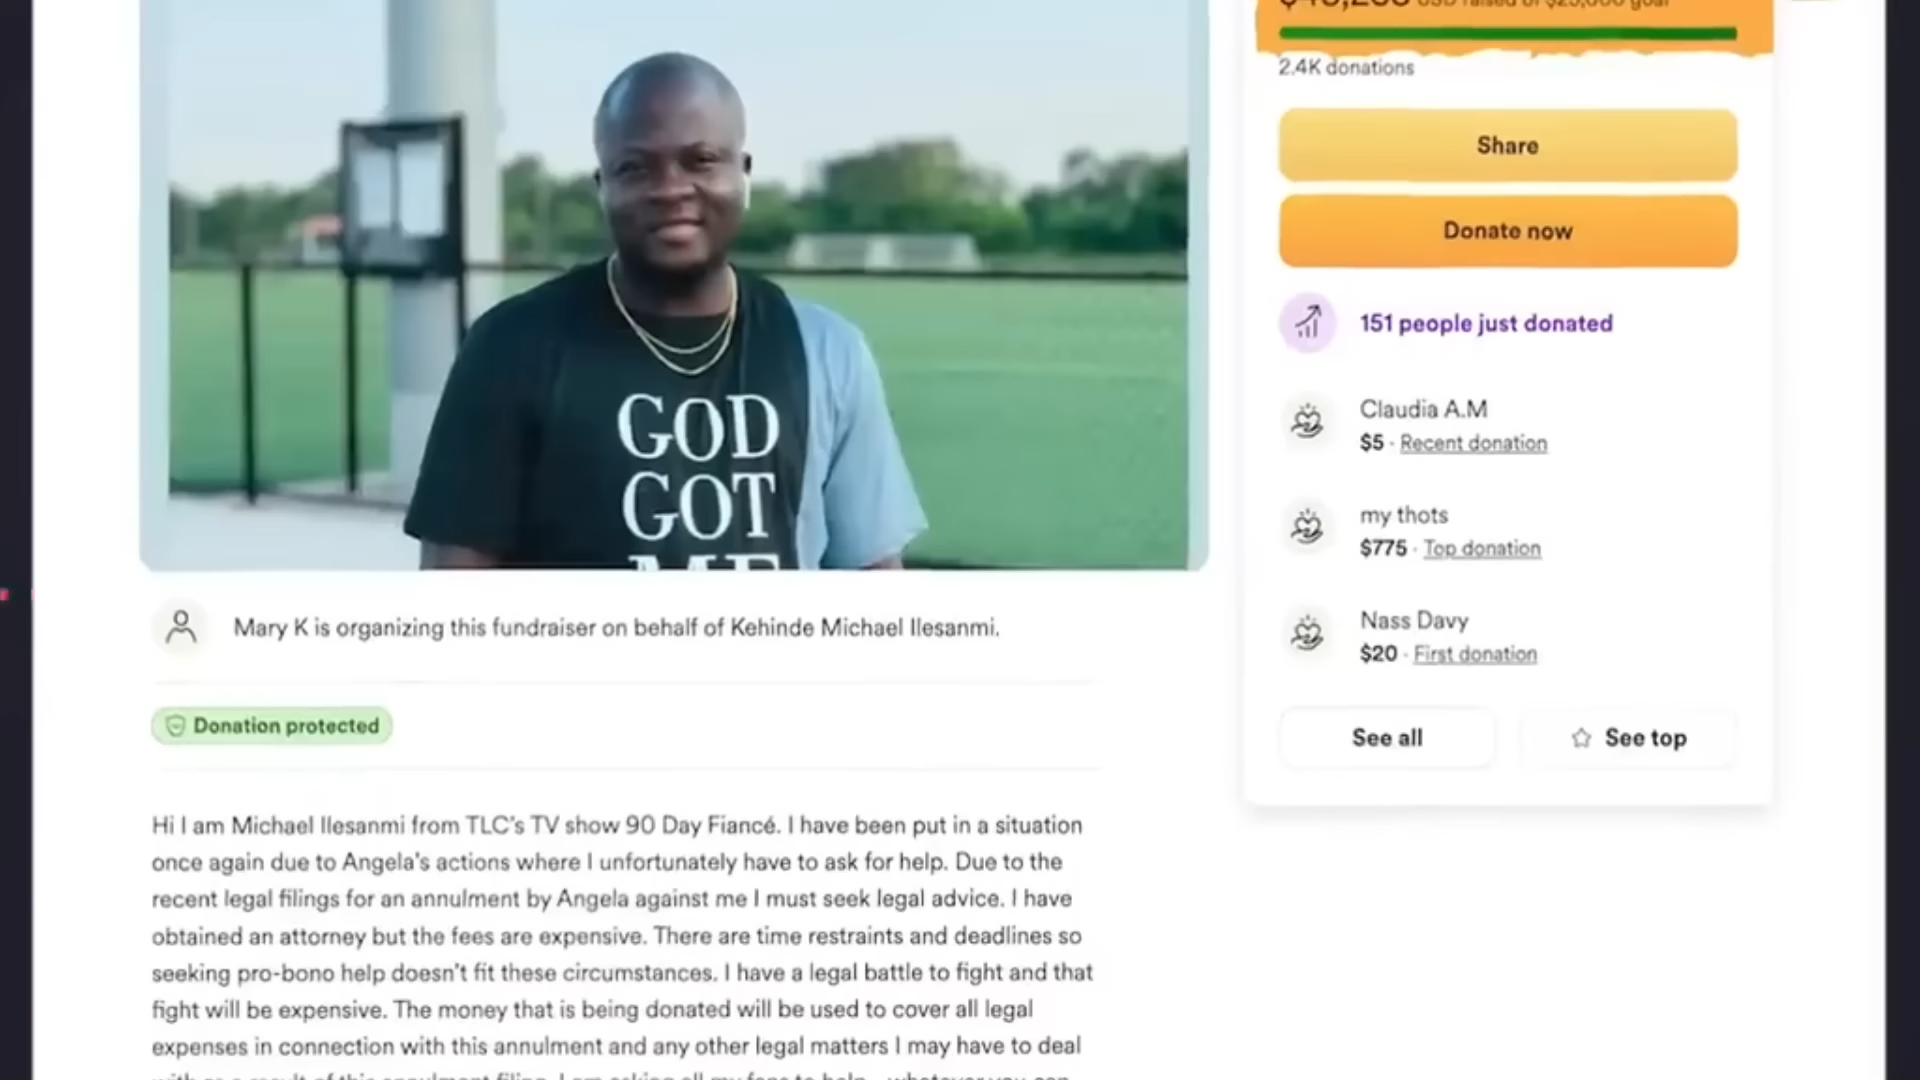 USD raised of $25,000 goal
2.4K donations
Share
Donate now
151 people just donated
Claudia A.M
$5 · Recent donation
my thots
$775 · Top donation
Nass Davy
$20 · First donation
See all
See top
GOD
GOT
ME
Mary K is organizing this fundraiser on behalf of Kehinde Michael Ilesanmi.
Donation protected
Hi I am Michael Ilesanmi from TLC's TV show 90 Day Fiancé. I have been put in a situation
once again due to Angela's actions where I unfortunately have to ask for help. Due to the
recent legal filings for an annulment by Angela against me I must seek legal advice. I have
obtained an attorney but the fees are expensive. There are time restraints and deadlines so
seeking pro-bono help doesn't fit these circumstances. I have a legal battle to fight and that
fight will be expensive. The money that is being donated will be used to cover all legal
expenses in connection with this annulment and any other legal matters I may have to deal